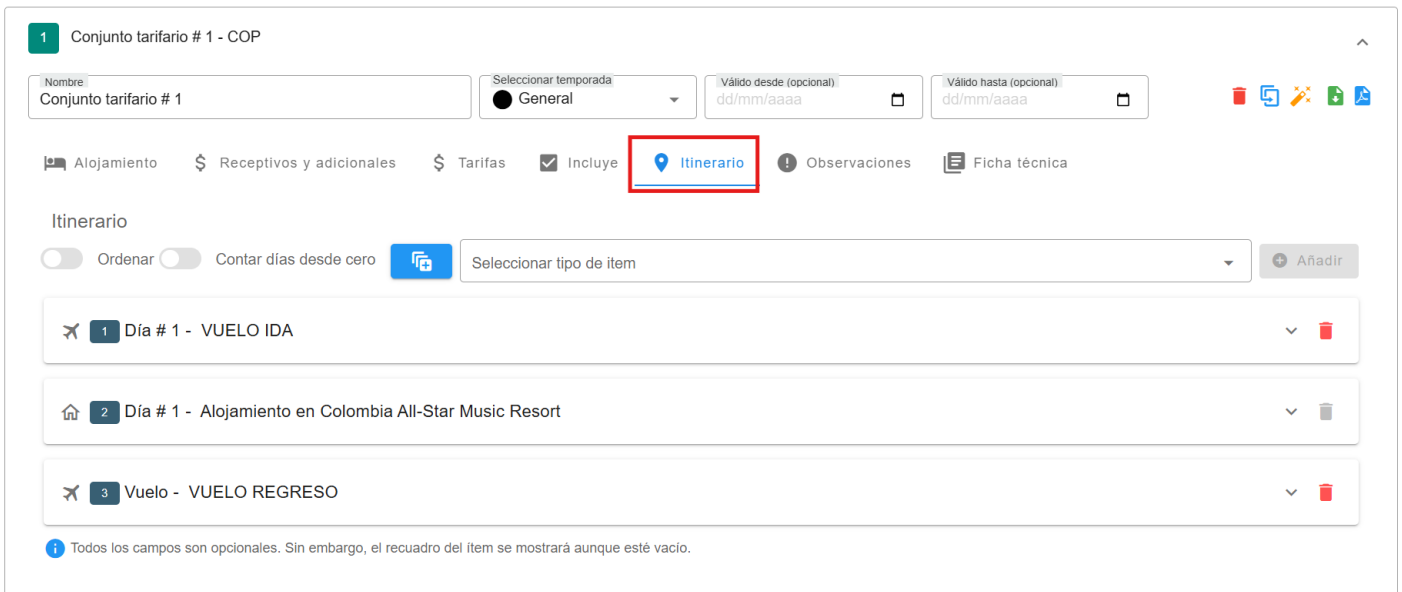 1 Conjunto tarifario # 1 - COP
Nombre
Conjunto tarifario # 1
Seleccionar temporada
General
Válido desde (opcional)
dd/mm/aaaa
Válido hasta (opcional)
dd/mm/aaaa
Alojamiento $ Receptivos y adicionales $ Tarifas Incluye Itinerario Observaciones Ficha técnica
Itinerario
Ordenar Contar días desde cero Seleccionar tipo de item Añadir
1 Día # 1 - VUELO IDA
2 Día # 1 - Alojamiento en Colombia All-Star Music Resort
3 Vuelo - VUELO REGRESO
Todos los campos son opcionales. Sin embargo, el recuadro del ítem se mostrará aunque esté vacío.